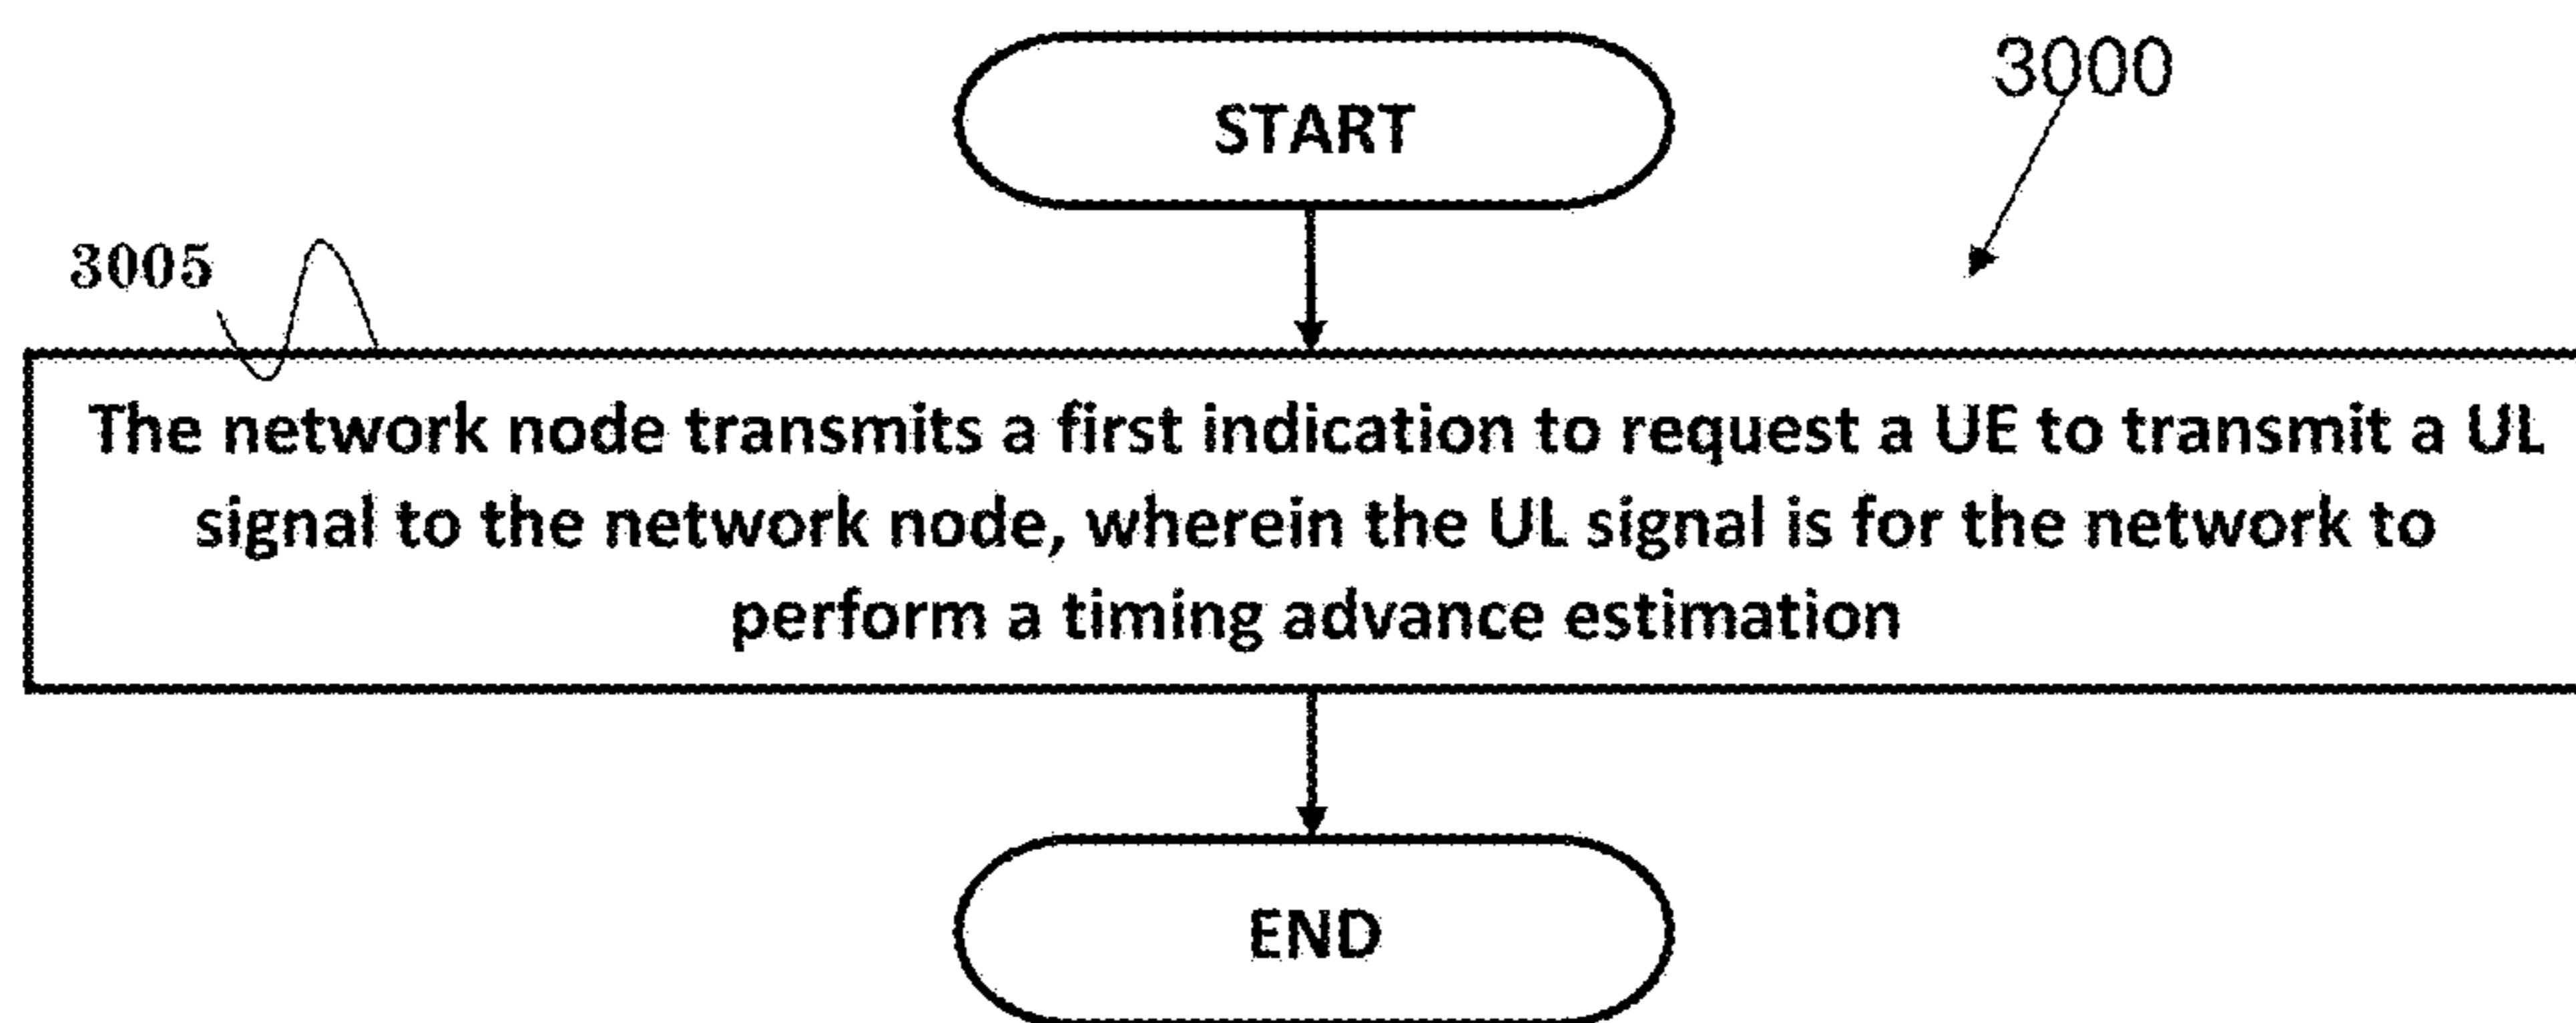 START
3000
3005
The network node transmits a first indication to request a UE to transmit a UL
signal to the network node, wherein the UL signal is for the network to
perform a timing advance estimation
END